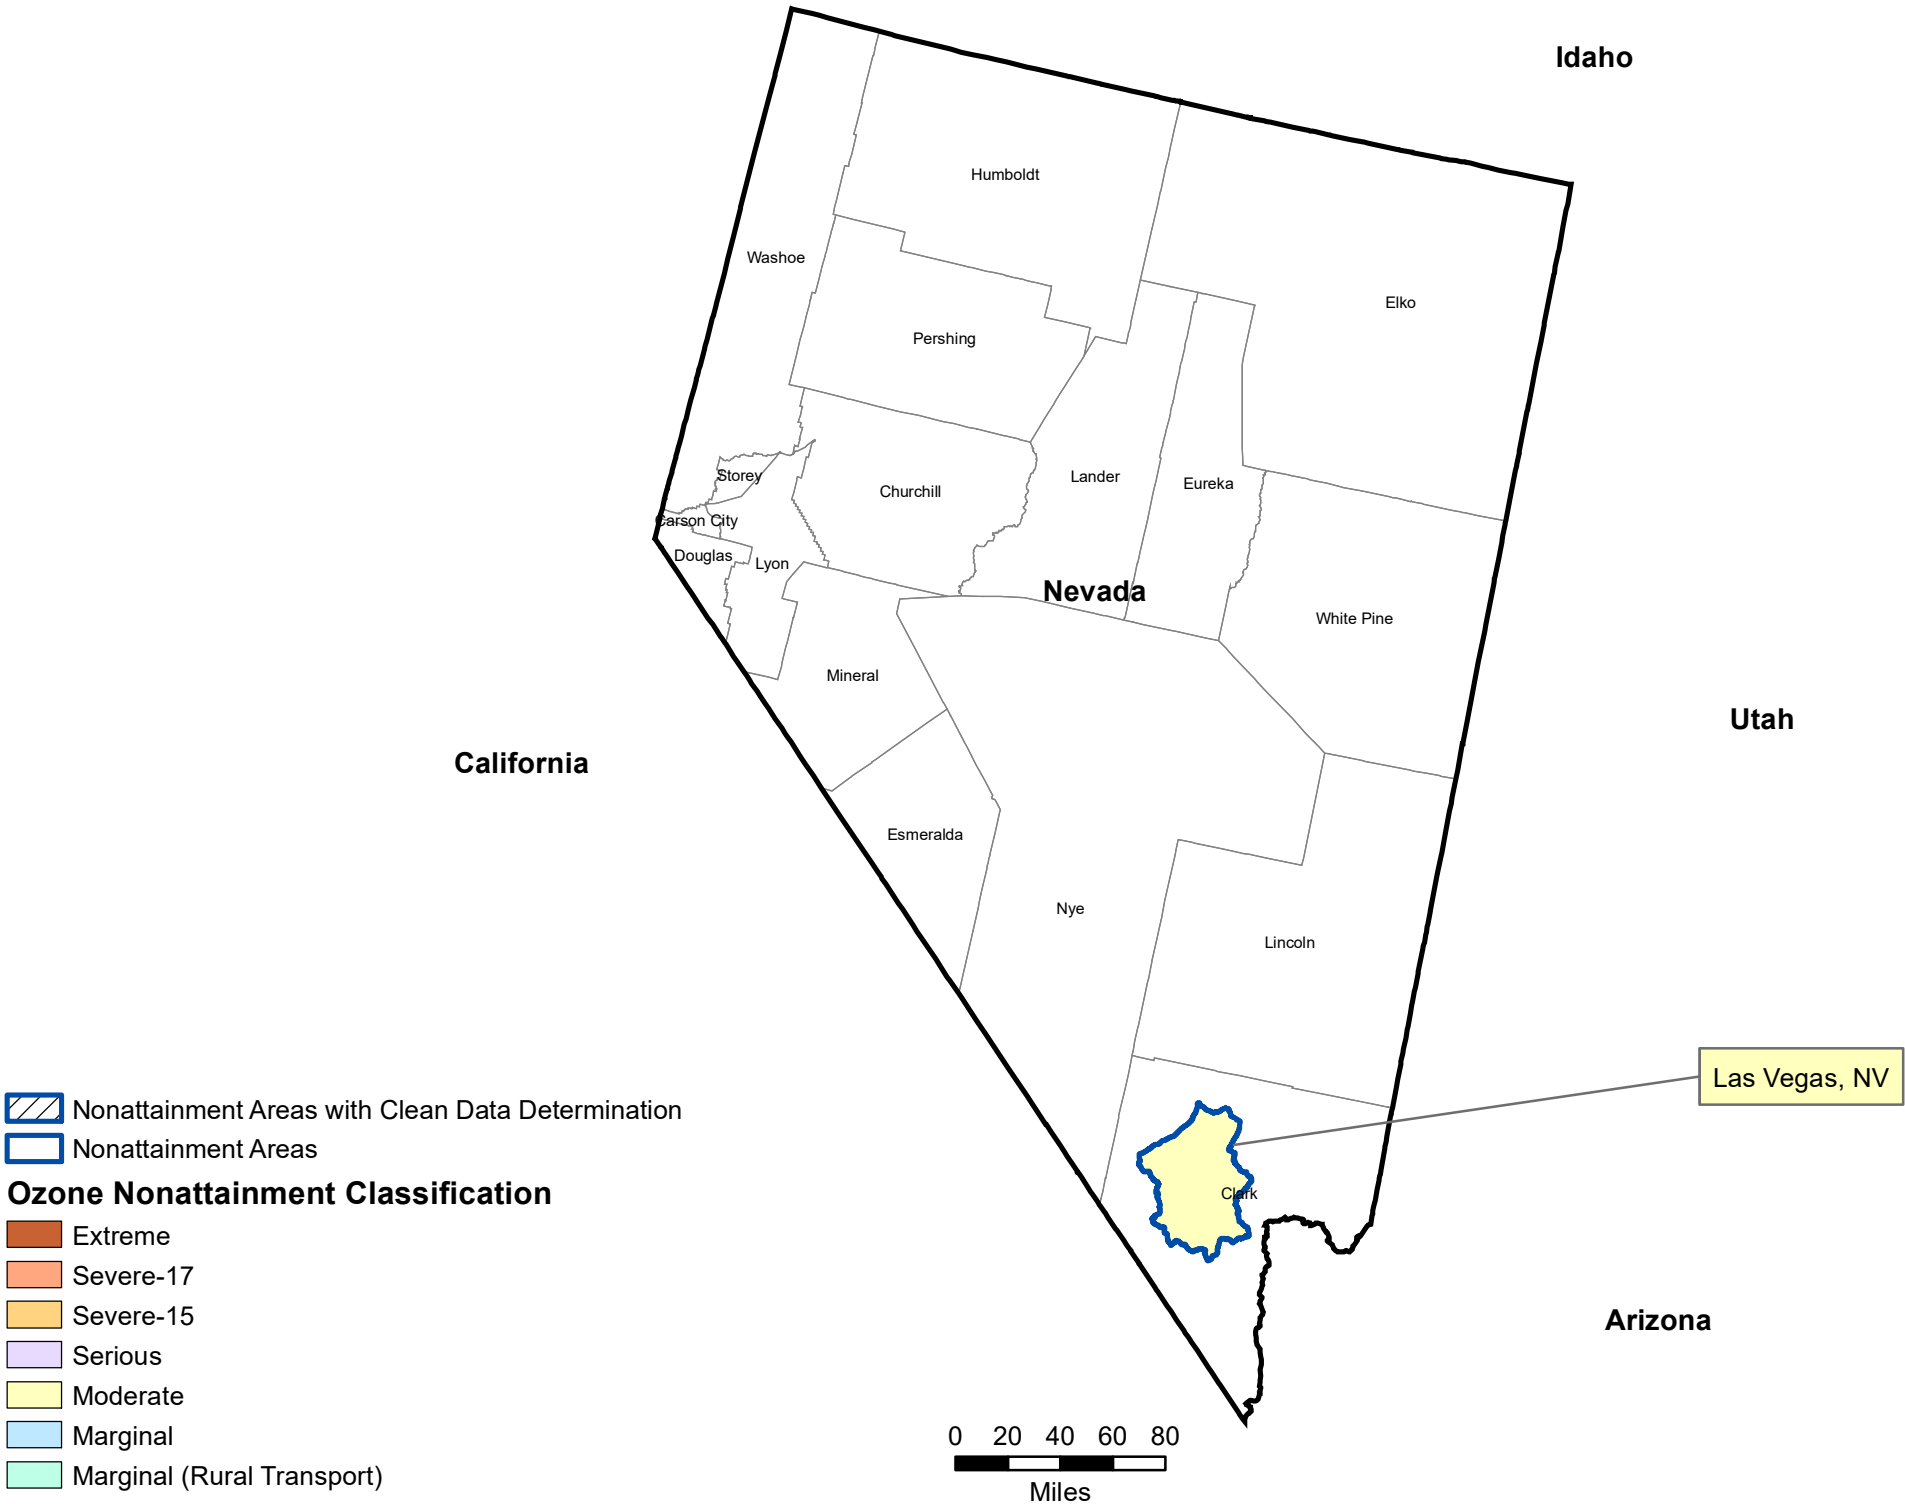 Idaho
Humboldt
Washoe
Elko
Pershing
Storey
Lander
Eureka
Churchill
Carson City
Douglas
Lyon
Nevada
White Pine
Mineral
Utah
California
Esmeralda
Nye
Lincoln
Las Vegas, NV
Clark
Arizona
Nonattainment Areas with Clean Data Determination
Nonattainment Areas
Ozone Nonattainment Classification
Extreme
Severe-17
Severe-15
Serious
Moderate
Marginal
Marginal (Rural Transport)
0 20 40 60 80
Miles